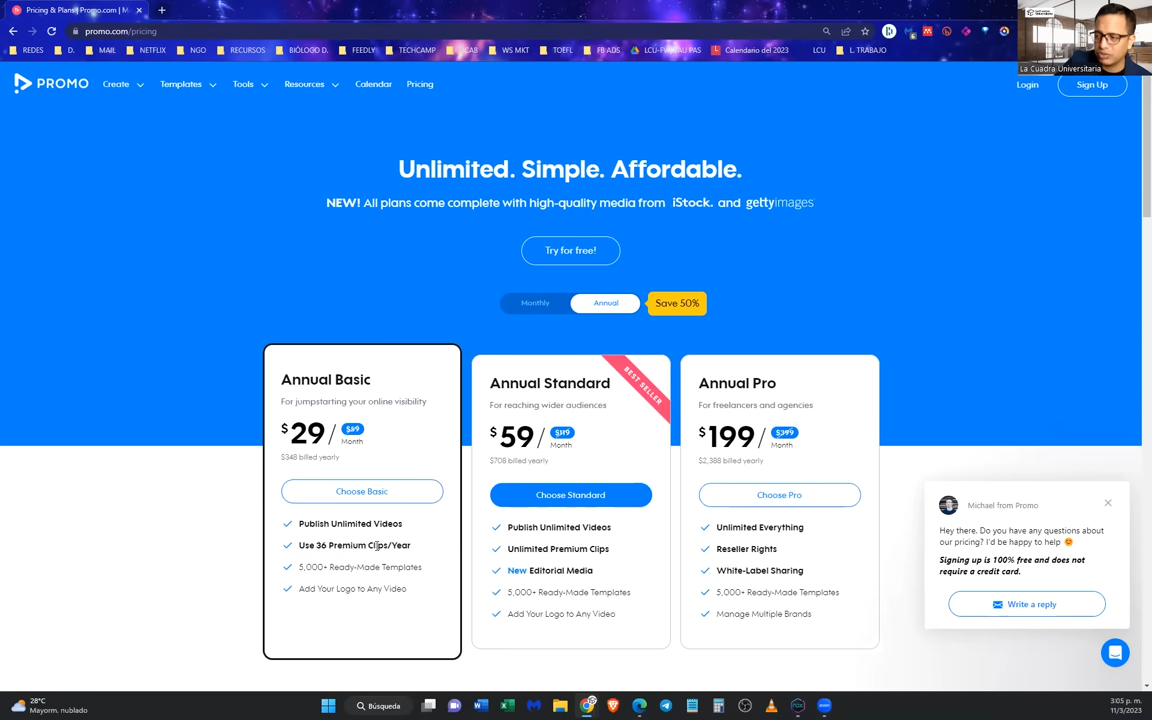 Pricing & Plans | Promo.com | M
promo.com/pricing
REDES
D.
MAIL
NETFLIX
NGO
RECURSOS
BIÓLOGO D.
FEEDLY
TECHCAMP
UCAB
WS MKT
TOEFL
FB ADS
LCU-FW
AU PAS
Calendario del 2023
LCU
L. TRABAJO
La Cuadra Universitaria
PROMO
Create
Templates
Tools
Resources
Calendar
Pricing
Login
Sign Up
Unlimited. Simple. Affordable.
NEW! All plans come complete with high-quality media from iStock. and gettyimages
Try for free!
Monthly
Annual
Save 50%
Annual Basic
For jumpstarting your online visibility
$29/ $59 Month
$348 billed yearly
Choose Basic
Publish Unlimited Videos
Use 36 Premium Clips/Year
5,000+ Ready-Made Templates
Add Your Logo to Any Video
BEST SELLER
Annual Standard
For reaching wider audiences
$59/ $119 Month
$708 billed yearly
Choose Standard
Publish Unlimited Videos
Unlimited Premium Clips
New Editorial Media
5,000+ Ready-Made Templates
Add Your Logo to Any Video
Annual Pro
For freelancers and agencies
$199/ $399 Month
$2,388 billed yearly
Choose Pro
Unlimited Everything
Reseller Rights
White-Label Sharing
5,000+ Ready-Made Templates
Manage Multiple Brands
Michael from Promo
Hey there. Do you have any questions about
our pricing? I'd be happy to help 😊
Signing up is 100% free and does not
require a credit card.
Write a reply
28°C
Mayorm. nublado
Búsqueda
3:05 p. m.
11/3/2023